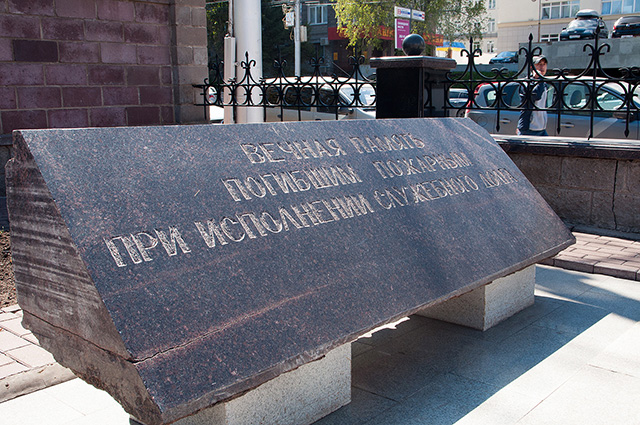 ВЕЧНАЯ ПАМЯТЬ
ПОГИБШИМ ПОЖАРНЫМ
ПРИ ИСПОЛНЕНИИ СЛУЖЕБНОГО ДОЛГА